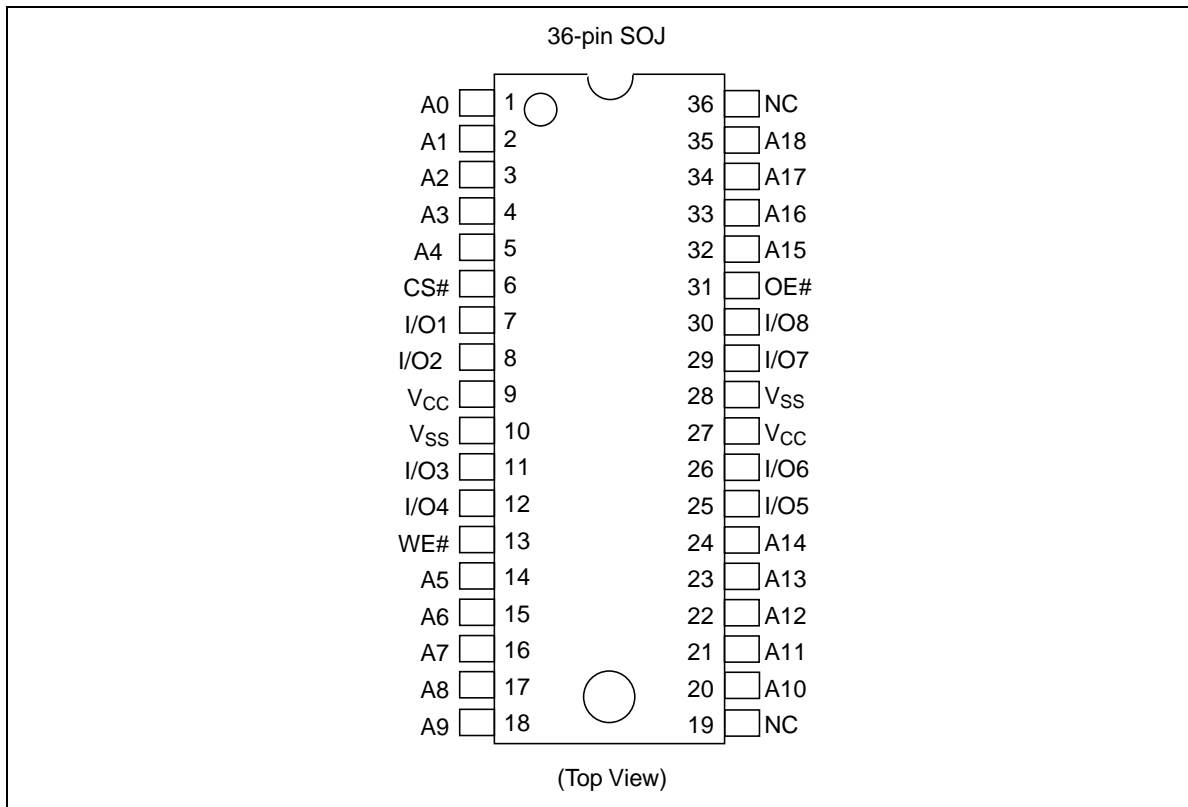 36-pin SOJ
A0 1 36 NC
A1 2 35 A18
A2 3 34 A17
A3 4 33 A16
A4 5 32 A15
CS# 6 31 OE#
I/O1 7 30 I/O8
I/O2 8 29 I/O7
VCC 9 28 VSS
VSS 10 27 VCC
I/O3 11 26 I/O6
I/O4 12 25 I/O5
WE# 13 24 A14
A5 14 23 A13
A6 15 22 A12
A7 16 21 A11
A8 17 20 A10
A9 18 19 NC
(Top View)